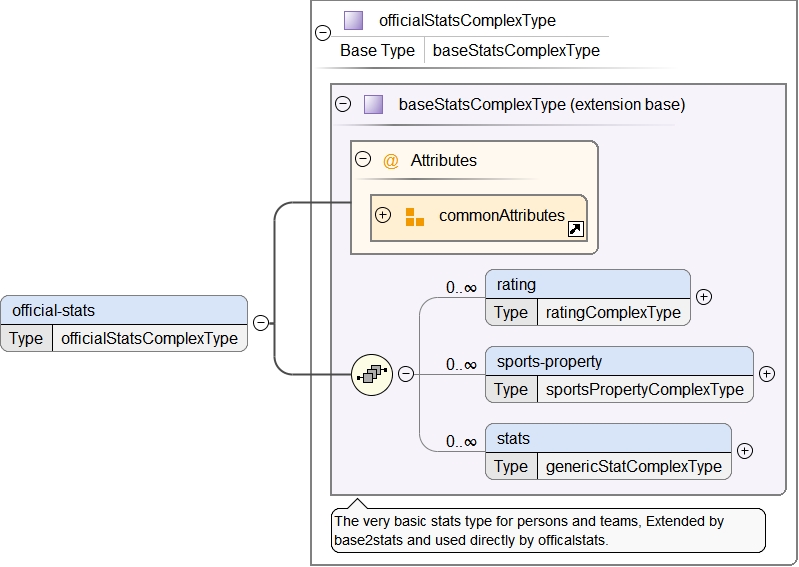 officialStatsComplexType
Base Type baseStatsComplexType
baseStatsComplexType (extension base)
@ Attributes
commonAttributes
0..∞ rating
Type ratingComplexType
official-stats
Type officialStatsComplexType
0..∞ sports-property
Type sportsPropertyComplexType
0..∞ stats
Type genericStatComplexType
The very basic stats type for persons and teams, Extended by
base2stats and used directly by officalstats.